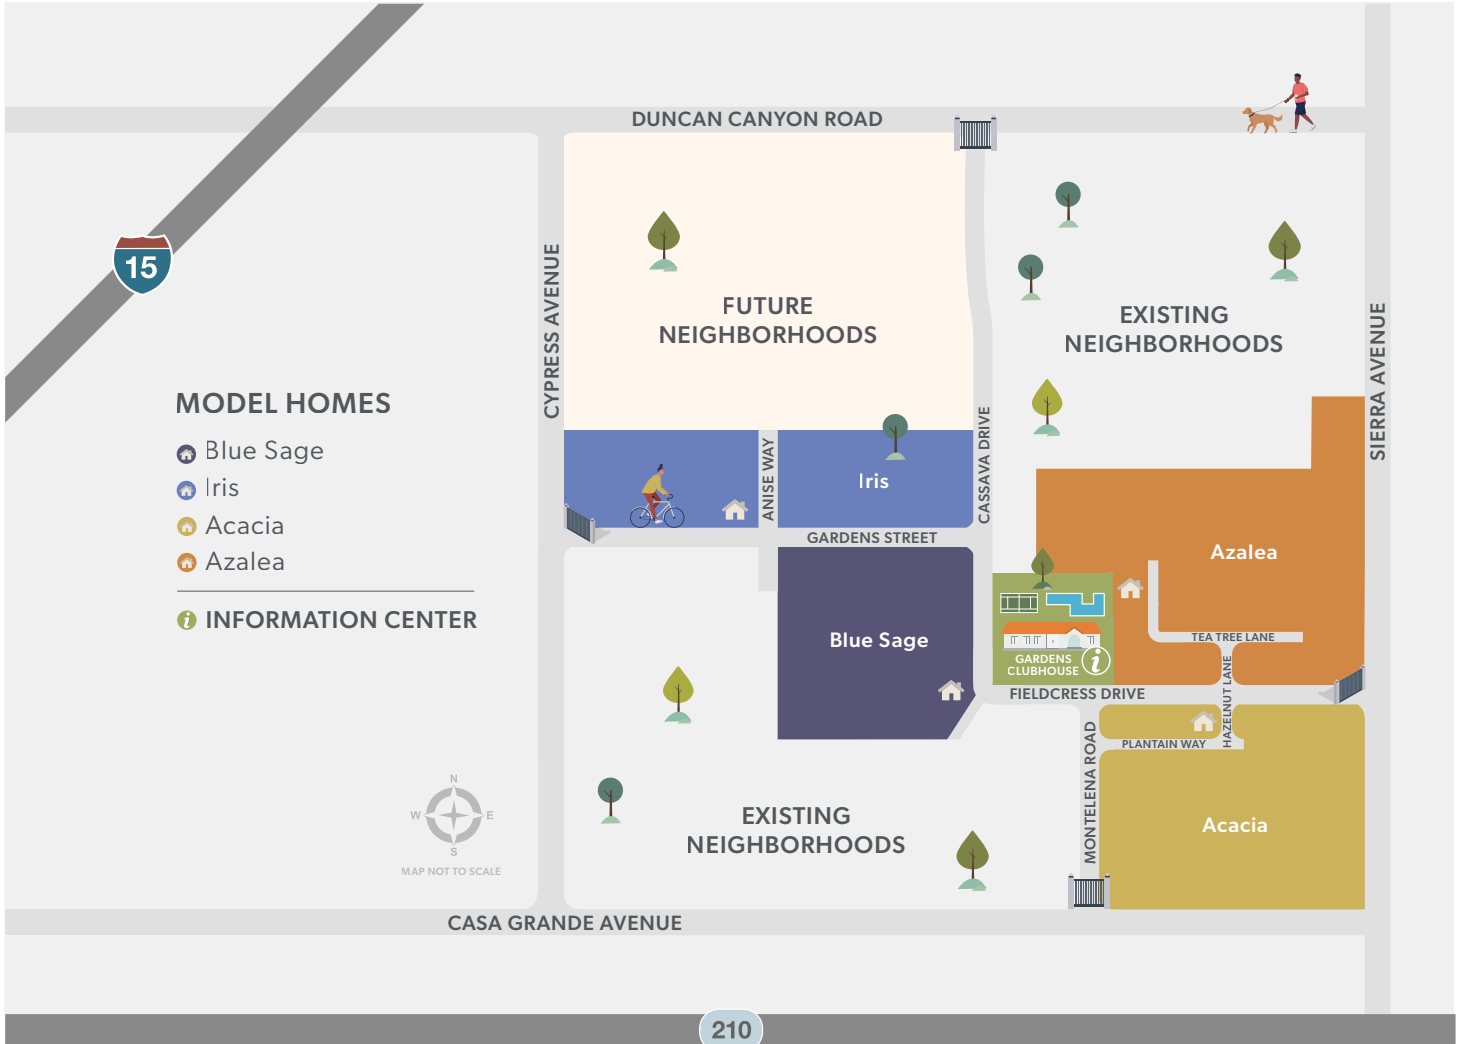 DUNCAN CANYON ROAD
15
CYPRESS AVENUE
FUTURE
NEIGHBORHOODS
EXISTING
NEIGHBORHOODS
SIERRA AVENUE
MODEL HOMES
Blue Sage
Iris
Acacia
Azalea
INFORMATION CENTER
i
ANISE WAY
Iris
CASSAVA DRIVE
GARDENS STREET
Azalea
Blue Sage
GARDENS
CLUBHOUSE
i
TEA TREE LANE
FIELDCRESS DRIVE
HAZELNUT LANE
PLANTAIN WAY
MONTELENA ROAD
Acacia
EXISTING
NEIGHBORHOODS
N
W E
S
MAP NOT TO SCALE
CASA GRANDE AVENUE
210